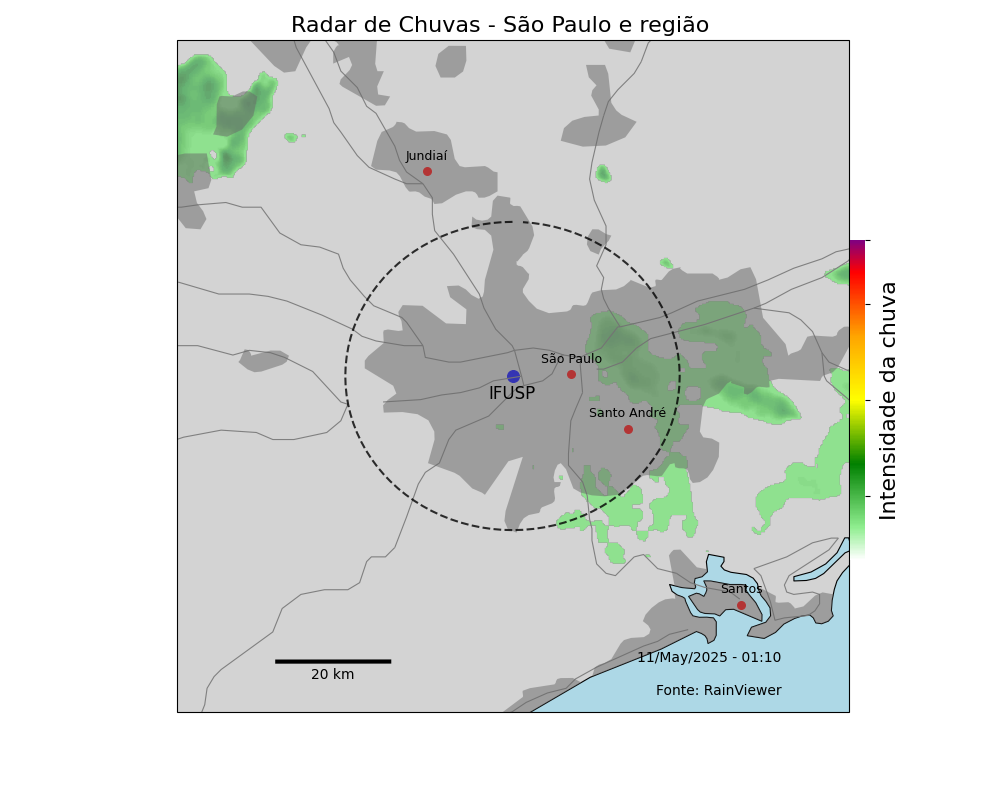 Radar de Chuvas - São Paulo e região
Jundiaí
São Paulo
IFUSP
Santo André
Santos
Intensidade da chuva
11/May/2025 - 01:10
20 km
Fonte: RainViewer